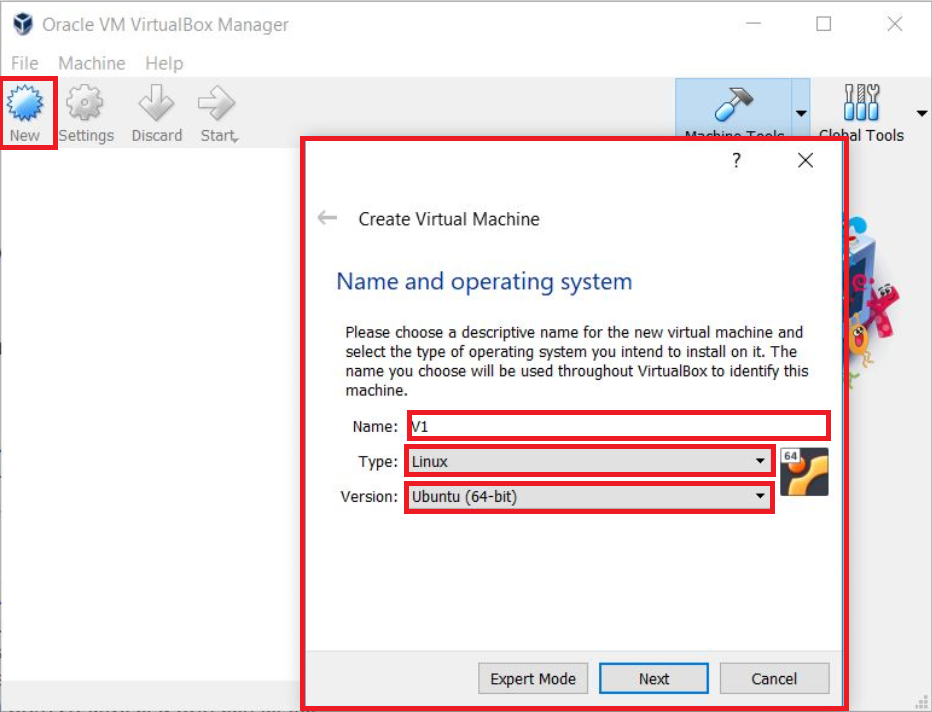 Oracle VM VirtualBox Manager
File Machine Help
New Settings Discard Start
Machine Tools Global Tools
?
Create Virtual Machine
Name and operating system
Please choose a descriptive name for the new virtual machine and
select the type of operating system you intend to install on it. The
name you choose will be used throughout VirtualBox to identify this
machine.
Name: V1
Type: Linux
64
Version: Ubuntu (64-bit)
Expert Mode Next Cancel